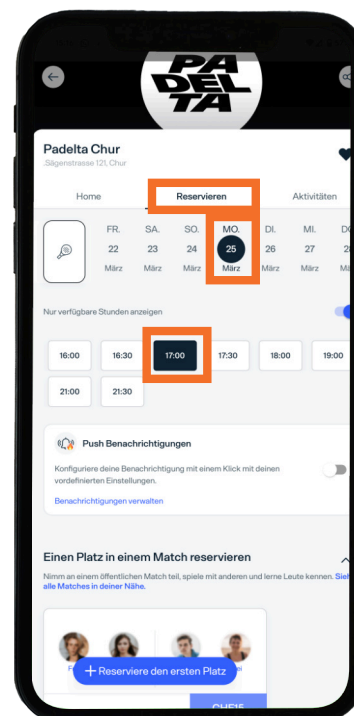 PA
DEL
TA
Padelta Chur
Sägenstrasse 121, Chur
Home Reservieren Aktivitäten
FR. SA. SO. MO. DI. MI.
22 23 24 25 26 27
März März März März März März
Nur verfügbare Stunden anzeigen
16:00 16:30 17:00 17:30 18:00 19:00
21:00 21:30
Push Benachrichtigungen
Konfiguriere deine Benachrichtigung mit einem Klick mit deinen
vordefinierten Einstellungen.
Benachrichtigungen verwalten
Einen Platz in einem Match reservieren
Nimm an einem öffentlichen Match teil, spiele mit anderen und lerne Leute kennen.
alle Matches in deiner Nähe.
+ Reserviere den ersten Platz
CHF15